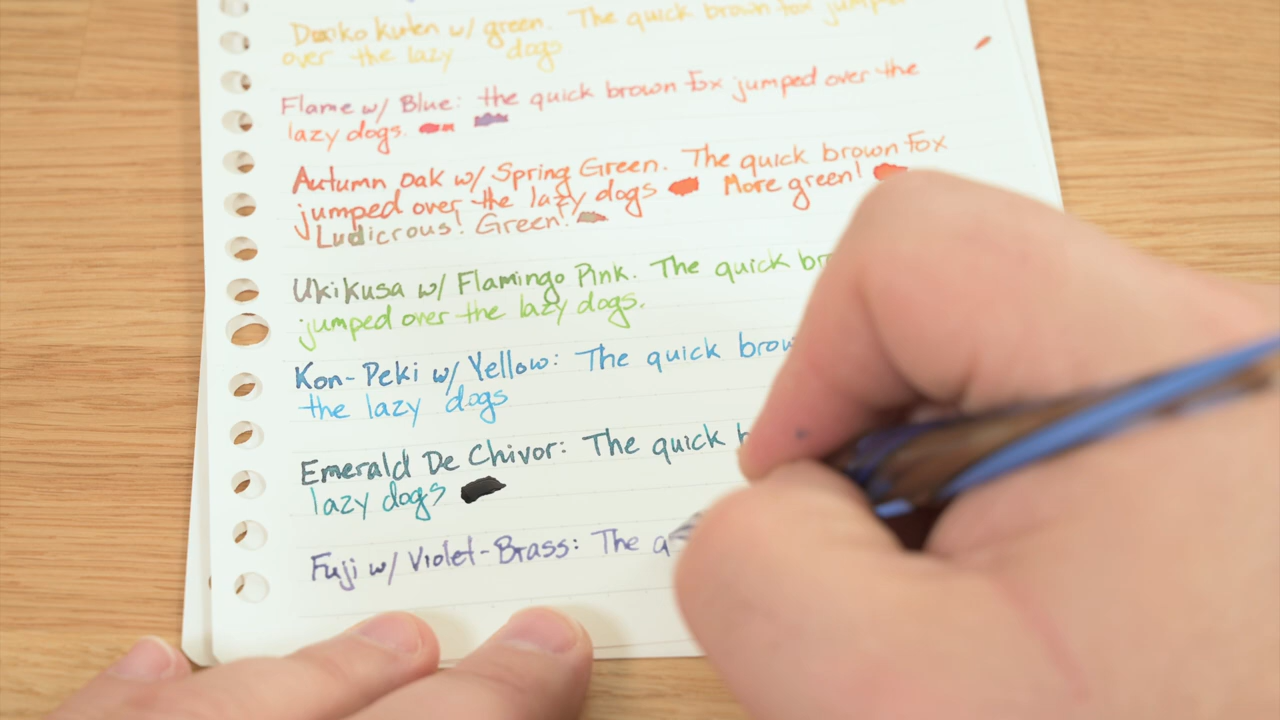 Dunko kuten w/ green. The quick brown fox jumped
over the lazy dogs
Flame w/ Blue: the quick brown fox jumped over the
lazy dogs.
Autumn Oak w/ Spring Green. The quick brown fox
jumped over the lazy dogs More green!
Ludicrous! Green!
Ukikusa w/ Flamingo Pink. The quick br
jumped over the lazy dogs.
Kon-Peki w/ Yellow: The quick brow
the lazy dogs
Emerald De Chivor: The quick b
lazy dogs
Fuji w/ Violet-Brass: The q